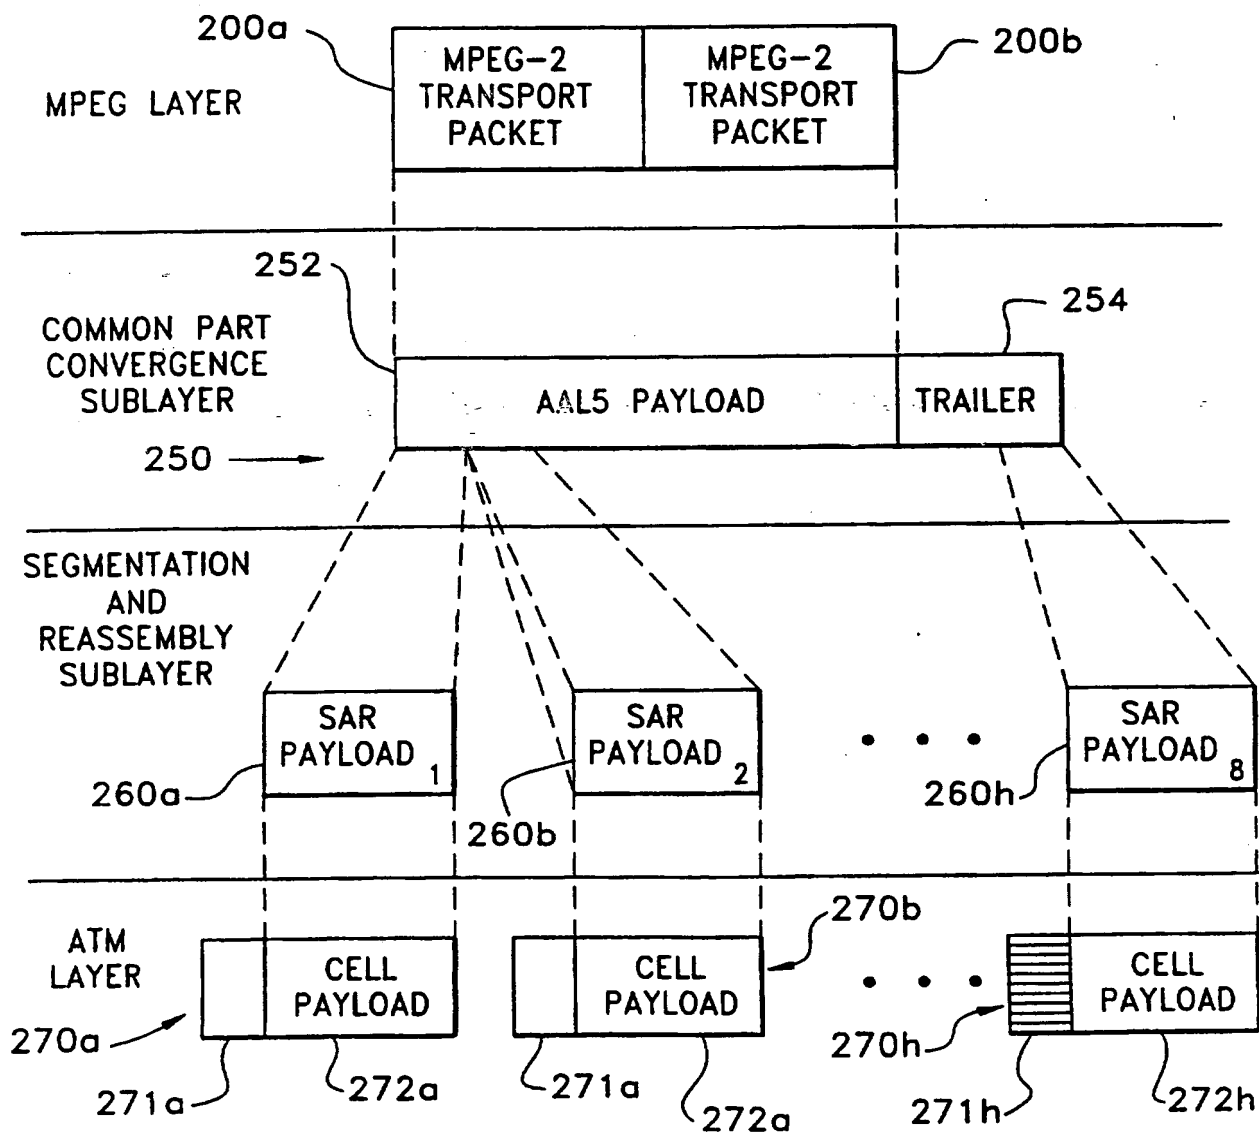 200a
MPEG-2
TRANSPORT
PACKET
MPEG-2
TRANSPORT
PACKET
200b
MPEG LAYER
252
254
COMMON PART
CONVERGENCE
SUBLAYER
AAL5 PAYLOAD
TRAILER
250
SEGMENTATION
AND
REASSEMBLY
SUBLAYER
SAR
PAYLOAD 1
SAR
PAYLOAD 2
SAR
PAYLOAD 8
260a
260b
260h
ATM
LAYER
CELL
PAYLOAD
CELL
PAYLOAD
270b
CELL
PAYLOAD
270a
270h
271a
272a
271a
272a
271h
272h